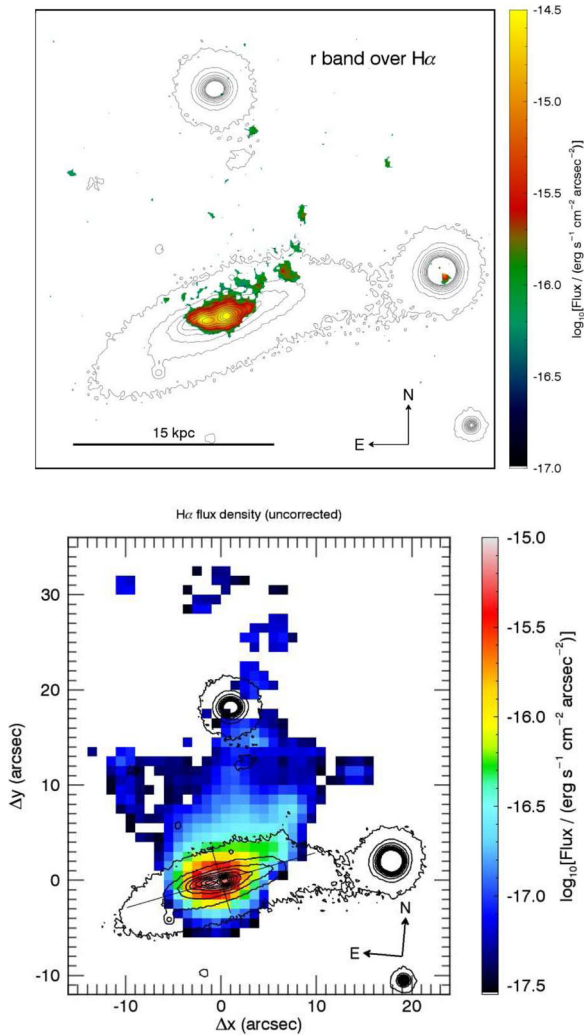 r band over Hα
-14.5
-15.0
-15.5
-16.0
-16.5
-17.0
log₁₀[Flux / (erg s⁻¹ cm⁻² arcsec⁻²)]
N
E
15 kpc
Hα flux density (uncorrected)
30
20
10
0
-10
Δy (arcsec)
-10 0 10 20
Δx (arcsec)
N
E
-15.0
-15.5
-16.0
-16.5
-17.0
-17.5
log₁₀[Flux / (erg s⁻¹ cm⁻² arcsec⁻²)]